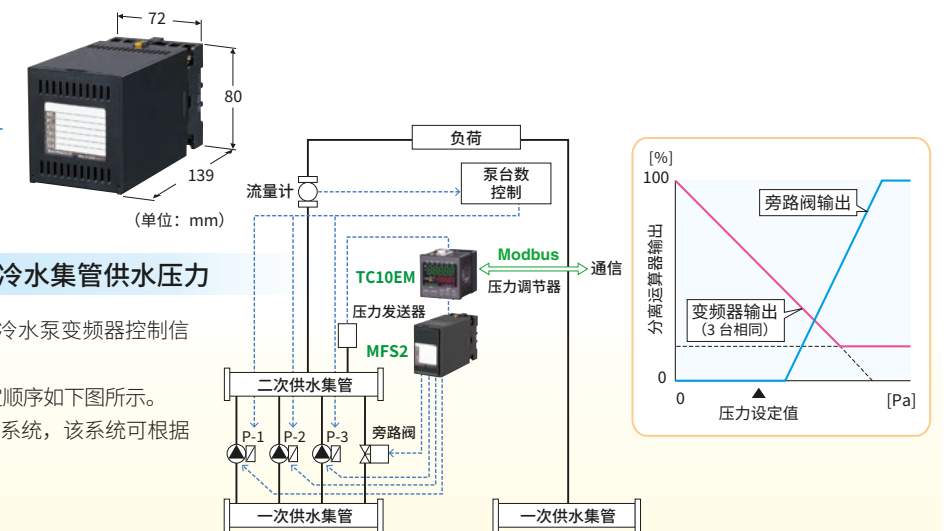 72
80
139
（单位：mm）
冷水集管供水压力
冷水泵变频器控制信
顺序如下图所示。
系统，该系统可根据
负荷
流量计
泵台数
控制
TC10EM
Modbus
通信
压力调节器
压力发送器
MFS2
二次供水集管
P-1
P-2
P-3
旁路阀
一次供水集管
一次供水集管
[%]
100
分离运算器输出
旁路阀输出
变频器输出
（3 台相同）
0
0
[Pa]
压力设定值